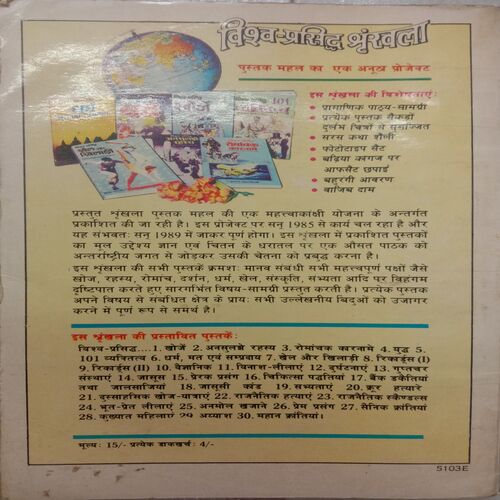 विश्व-प्रसिद्ध श्रृंखला
पुस्तक महल का एक अनूठा प्रोजेक्ट
इस श्रृंखला की विशेषताएं:
• प्रामाणिक पाठ्य-सामग्री
• प्रत्येक पुस्तक सैकड़ों
दुर्लभ चित्रों से सुसज्जित
• सरस कथा शैली
• फोटोटाइप सैट
• बढ़िया कागज पर
आफसैट छपाई
• बहुरंगी आवरण
• वाजिब दाम
101
प्रस्तुत श्रृंखला पुस्तक महल की एक महत्त्वाकांक्षी योजना के अन्तर्गत
प्रकाशित की जा रही है। इस प्रोजेक्ट पर सन् 1985 से कार्य चल रहा है और
यह संभवतः सन् 1989 में जाकर पूर्ण होगा। इस श्रृंखला में प्रकाशित पुस्तकों
का मूल उद्देश्य ज्ञान एवं चिंतन के धरातल पर एक औसत पाठक को
अन्तर्राष्ट्रीय जगत से जोड़कर उसकी चेतना को प्रबुद्ध करना है।
इस श्रृंखला की सभी पुस्तकें क्रमशः मानव संबंधी सभी महत्त्वपूर्ण पक्षों जैसे
खोज, रहस्य, रोमांच, दर्शन, धर्म, खेल, संस्कृति, सभ्यता आदि पर विहंगम
दृष्टिपात करते हुए सारगर्भित विषय-सामग्री प्रस्तुत करती है। प्रत्येक पुस्तक
अपने विषय से संबंधित क्षेत्र के प्रायः सभी उल्लेखनीय बिंदुओं को उजागर
करने में पूर्ण रूप से समर्थ है।
इस श्रृंखला की प्रस्तावित पुस्तकें:
विश्व-प्रसिद्ध....1. खोजें 2. अनसुलझे रहस्य 3. रोमांचक कारनामे 4. युद्ध 5.
101 व्यक्तित्व 6. धर्म, मत एवं सम्प्रदाय 7. खेल और खिलाड़ी 8. रिकार्ड्स (I)
9. रिकार्ड्स (II) 10. वैज्ञानिक 11. विनाश-लीलाएं 12. दुर्घटनाएं 13. गुप्तचर
संस्थाएं 14. जासूस 15. प्रेरक प्रसंग 16. चिकित्सा पद्धतियां 17. बैंक डकैतियां
तथा जालसाजियां 18. जासूसी कांड 19. सभ्यताएं 20. क्रूर हत्यारे
21. दुस्साहसिक खोज-यात्राएं 22. राजनैतिक हत्याएं 23. राजनैतिक स्कैण्डल्स
24. भूत-प्रेत लीलाएं 25. अनमोल खजाने 26. प्रेम प्रसंग 27. सैनिक क्रांतियां
28. कुख्यात महिलाएं 29. अय्याश 30. महान क्रांतियां।
मूल्य: 15/- प्रत्येक डाकखर्च: 4/-
5103E